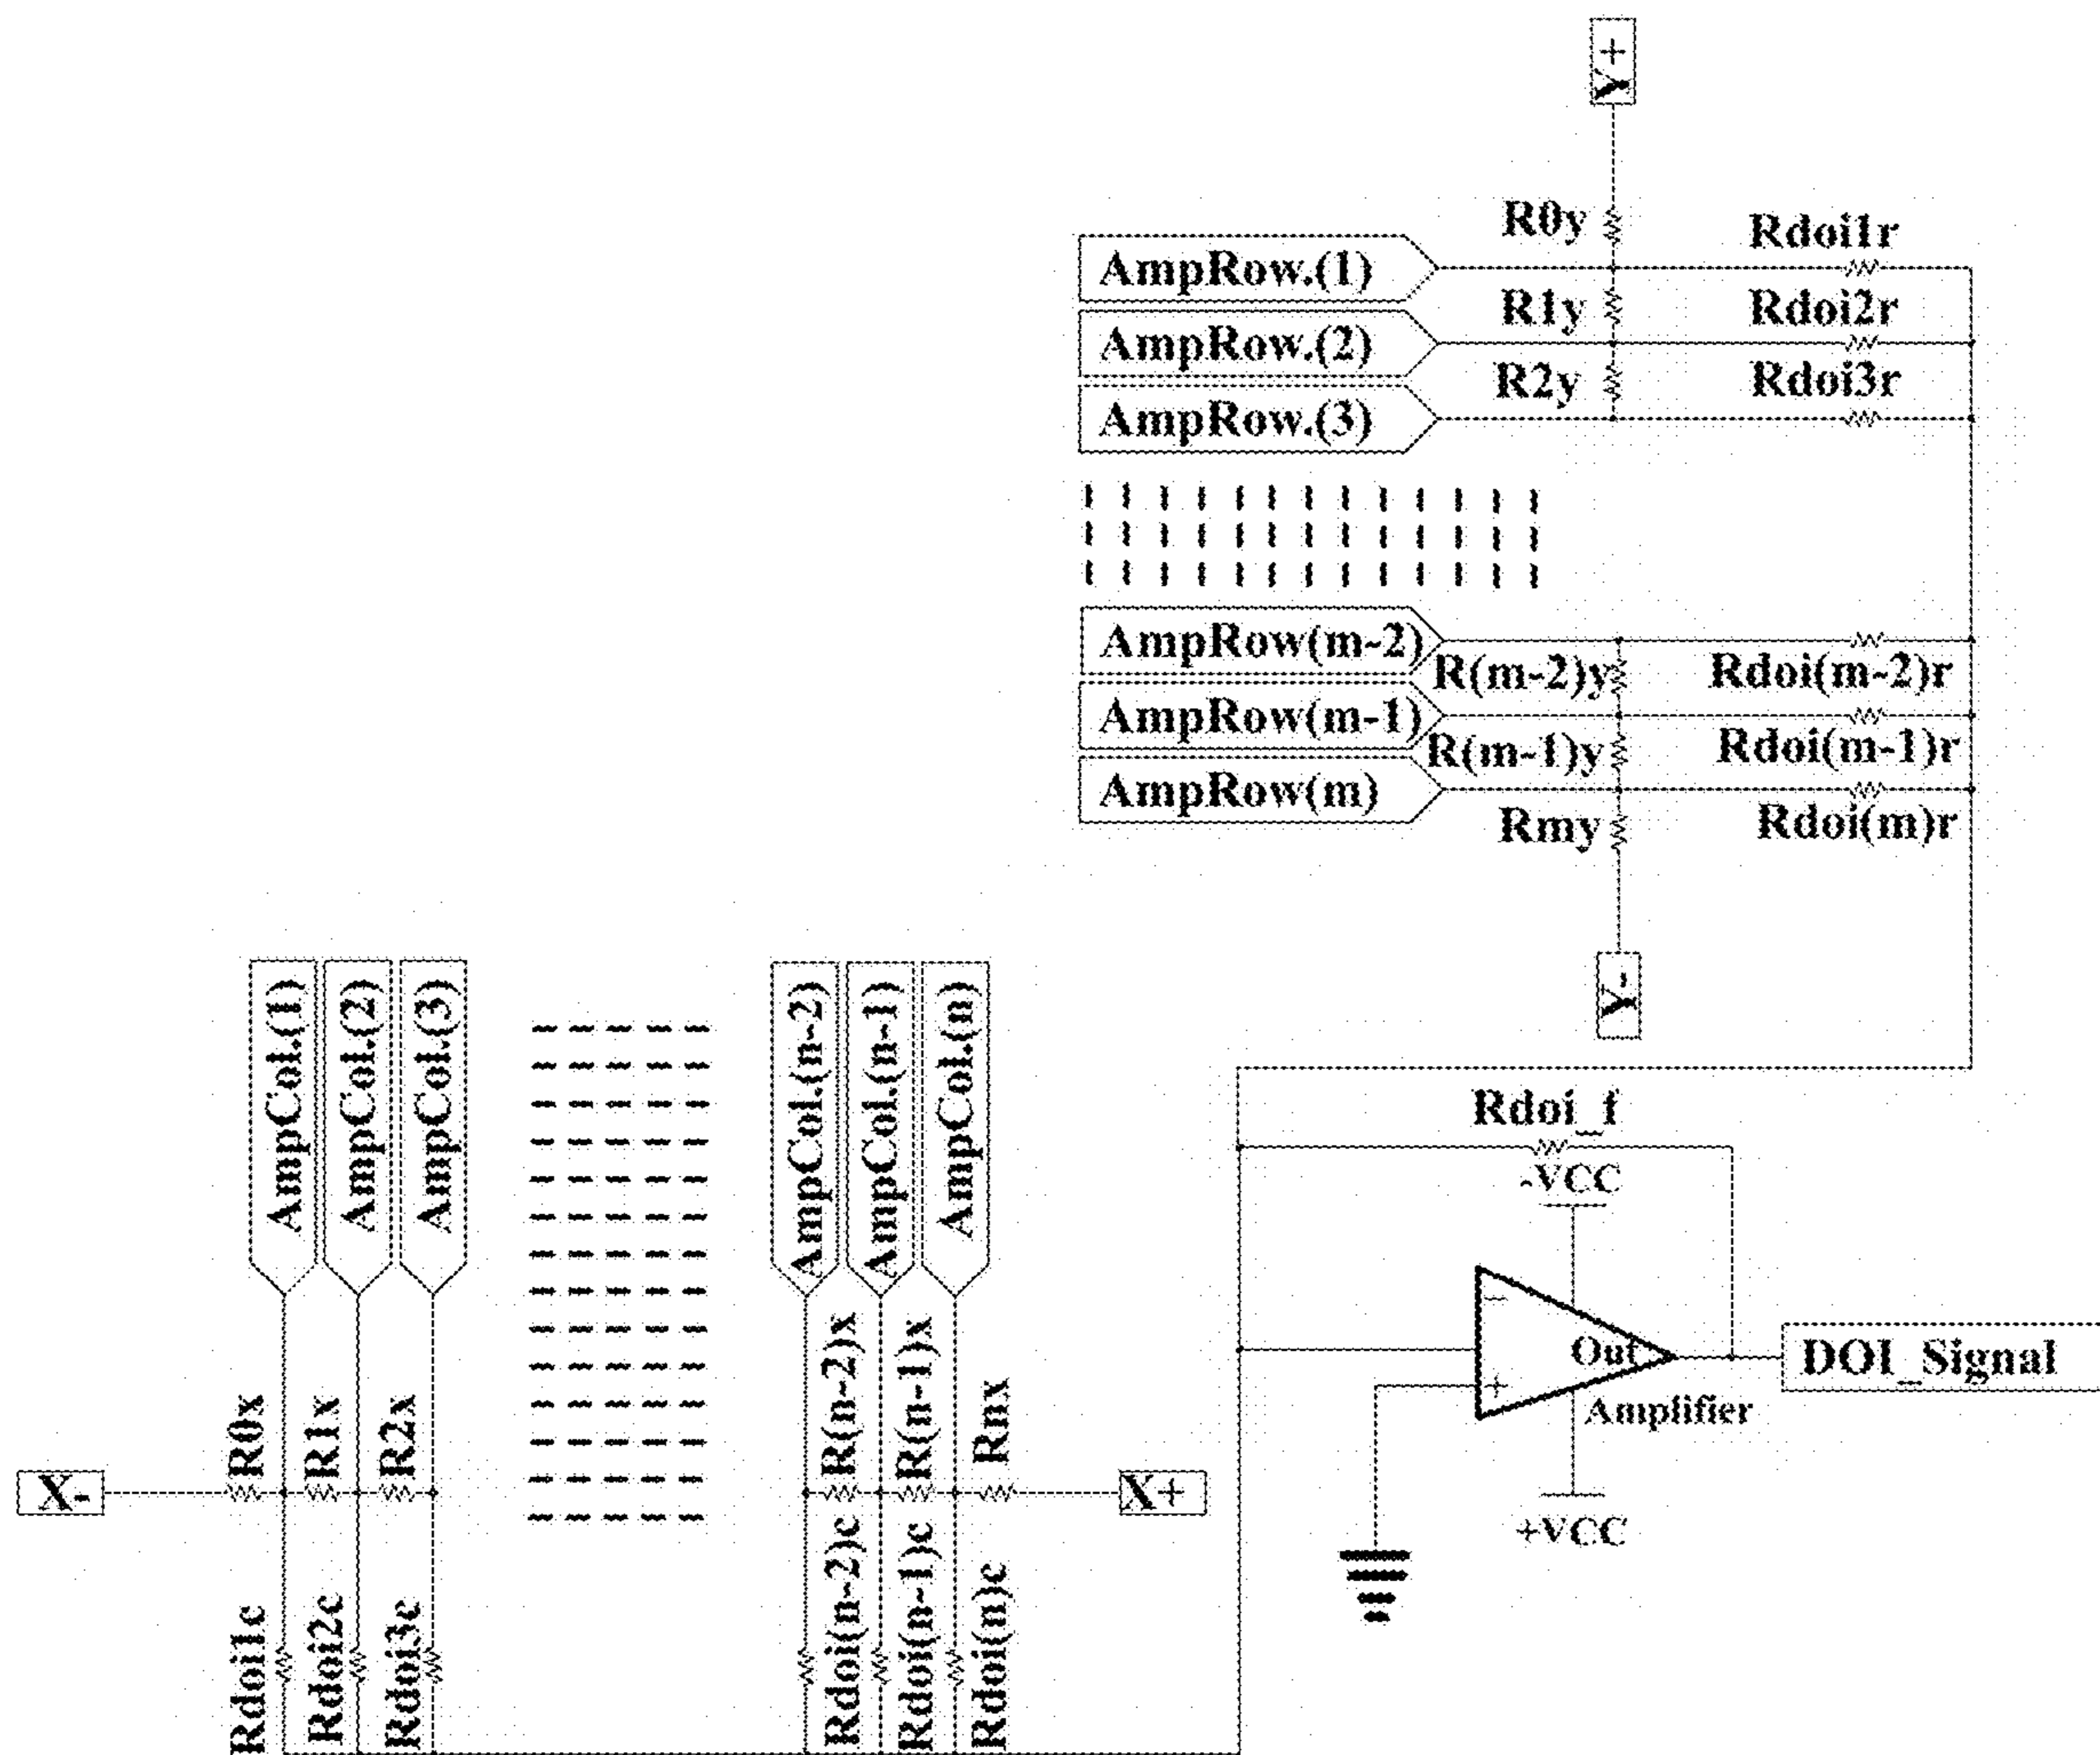 Y+
R0y
Rdoi1r
AmpRow.(1)
R1y
Rdoi2r
AmpRow.(2)
R2y
Rdoi3r
AmpRow.(3)
AmpRow(m-2)
R(m-2)y
Rdoi(m-2)r
AmpRow(m-1)
R(m-1)y
Rdoi(m-1)r
AmpRow(m)
Rmy
Rdoi(m)r
Y-
AmpCol.(1)
AmpCol.(2)
AmpCol.(3)
AmpCol.(n-2)
AmpCol.(n-1)
AmpCol.(n)
Rdoi_f
-VCC
−
Out
+
Amplifier
DOI_Signal
+VCC
X-
R0x
R1x
R2x
R(n-2)x
R(n-1)x
Rnx
X+
Rdoi1c
Rdoi2c
Rdoi3c
Rdoi(n-2)c
Rdoi(n-1)c
Rdoi(n)c